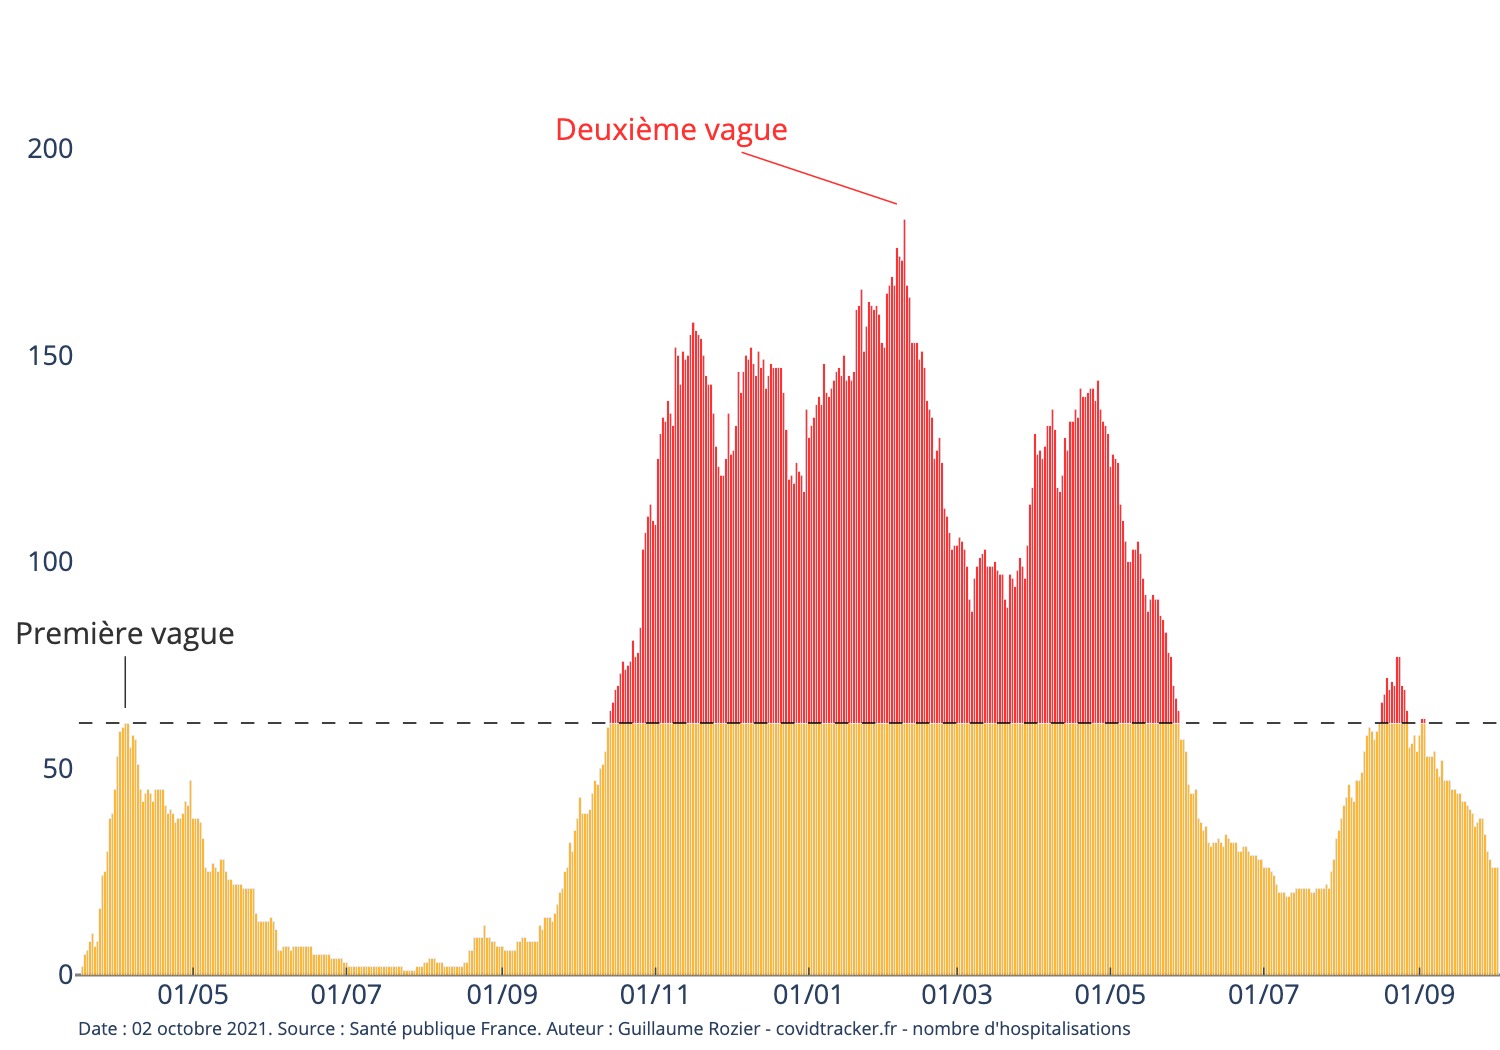 Deuxième vague
200
150
100
Première vague
50
0
01/05 01/07 01/09 01/11 01/01 01/03 01/05 01/07 01/09
Date : 02 octobre 2021. Source : Santé publique France. Auteur : Guillaume Rozier - covidtracker.fr - nombre d'hospitalisations